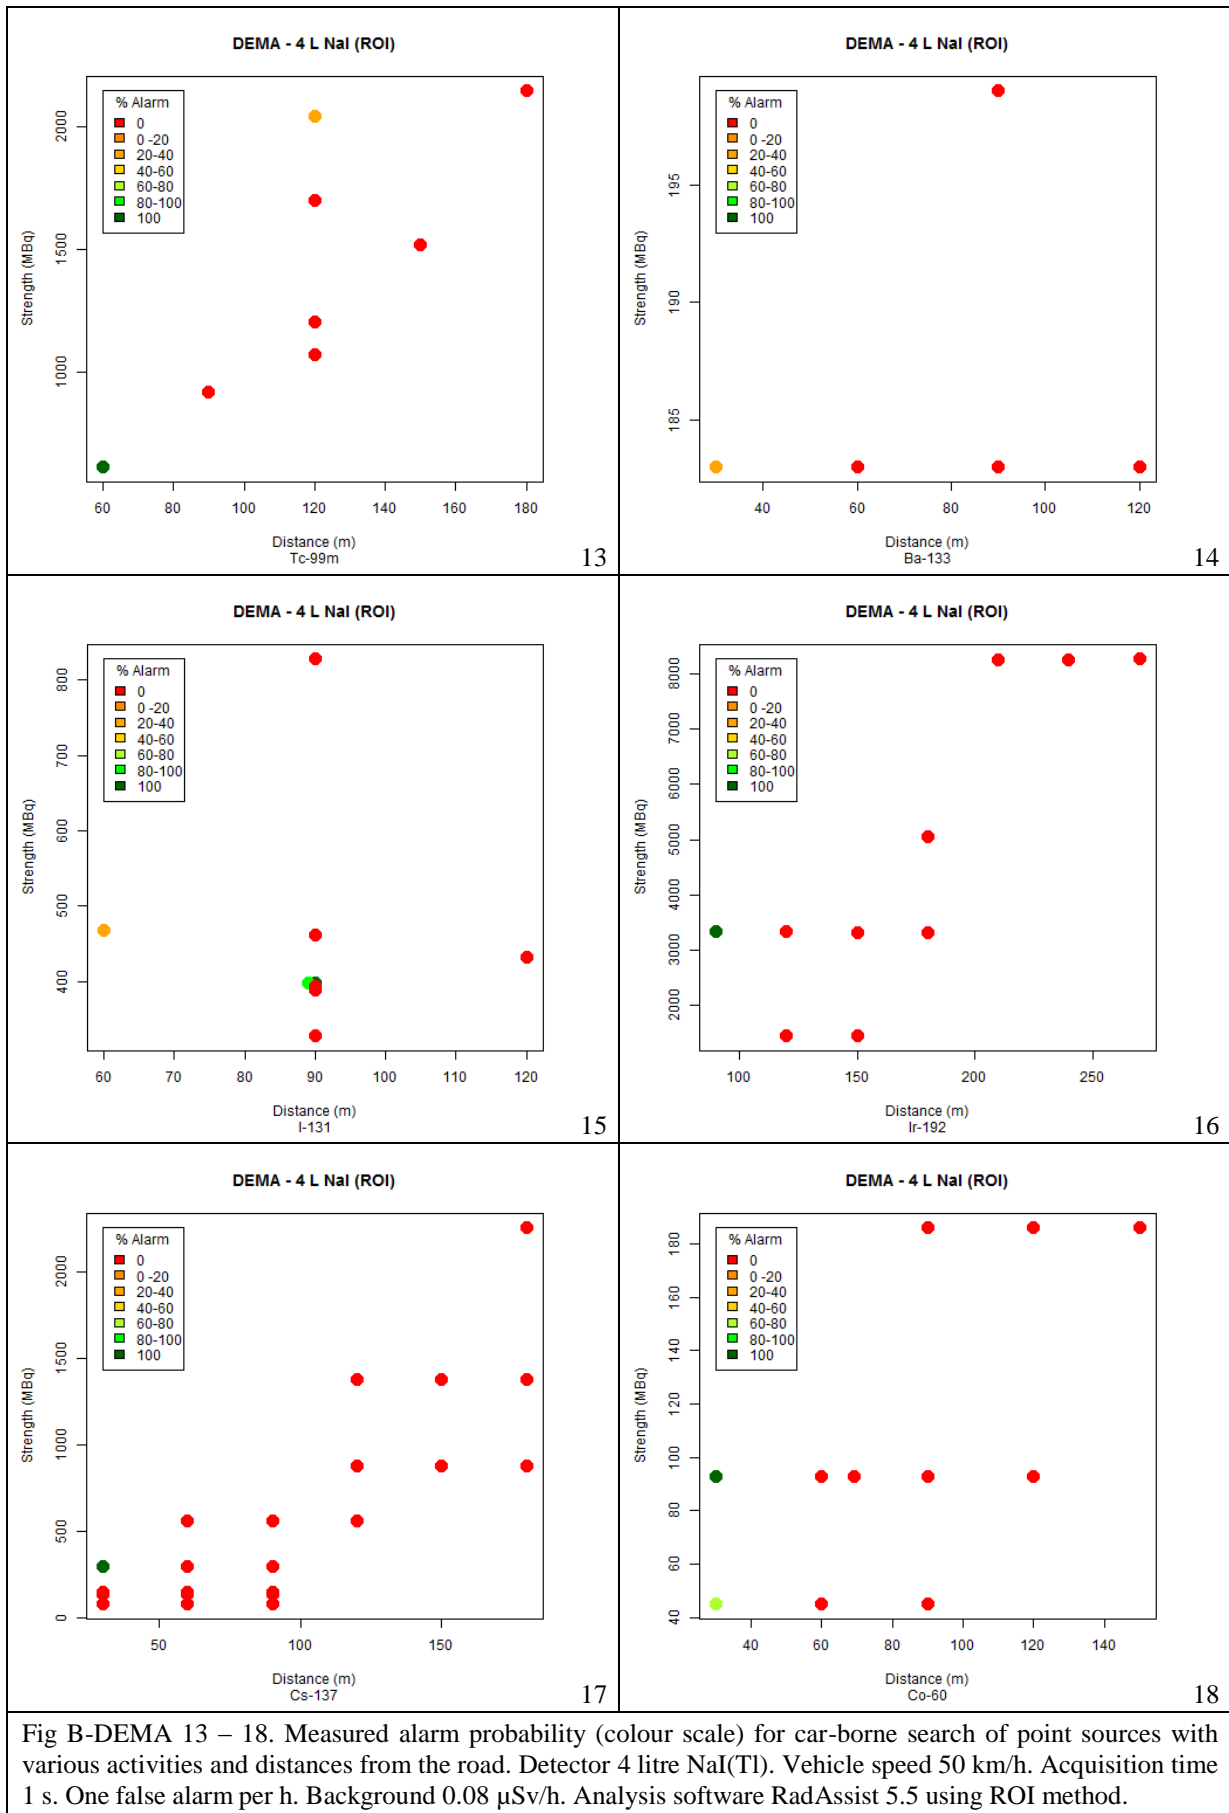 DEMA - 4 L NaI (ROI)
% Alarm
0
0 -20
20-40
40-60
60-80
80-100
100
Strength (MBq)
2000
1500
1000
60 80 100 120 140 160 180
Distance (m)
Tc-99m
13
DEMA - 4 L NaI (ROI)
% Alarm
0
0 -20
20-40
40-60
60-80
80-100
100
Strength (MBq)
195
190
185
40 60 80 100 120
Distance (m)
Ba-133
14
DEMA - 4 L NaI (ROI)
% Alarm
0
0 -20
20-40
40-60
60-80
80-100
100
Strength (MBq)
800
700
600
500
400
60 70 80 90 100 110 120
Distance (m)
I-131
15
DEMA - 4 L NaI (ROI)
% Alarm
0
0 -20
20-40
40-60
60-80
80-100
100
Strength (MBq)
8000
7000
6000
5000
4000
3000
2000
100 150 200 250
Distance (m)
Ir-192
16
DEMA - 4 L NaI (ROI)
% Alarm
0
0 -20
20-40
40-60
60-80
80-100
100
Strength (MBq)
2000
1500
1000
500
0
50 100 150
Distance (m)
Cs-137
17
DEMA - 4 L NaI (ROI)
% Alarm
0
0 -20
20-40
40-60
60-80
80-100
100
Strength (MBq)
180
160
140
120
100
80
60
40
40 60 80 100 120 140
Distance (m)
Co-60
18
Fig B-DEMA 13 – 18. Measured alarm probability (colour scale) for car-borne search of point sources with
various activities and distances from the road. Detector 4 litre NaI(Tl). Vehicle speed 50 km/h. Acquisition time
1 s. One false alarm per h. Background 0.08 μSv/h. Analysis software RadAssist 5.5 using ROI method.